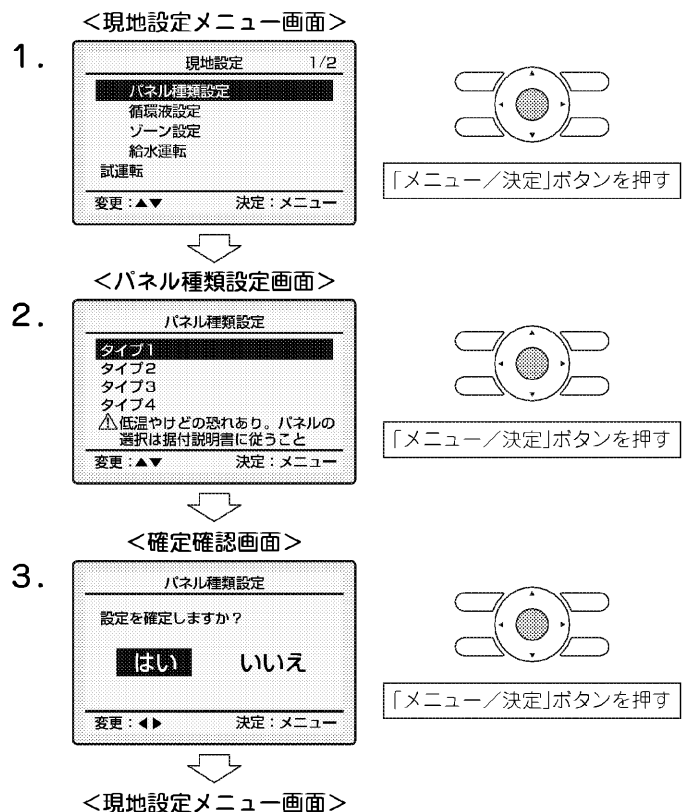 <現地設定メニュー画面>
1.
現地設定 1/2
パネル種類設定
循環液設定
ゾーン設定
給水運転
試運転
変更:▲▼ 決定:メニュー
「メニュー/決定」ボタンを押す
<パネル種類設定画面>
2.
パネル種類設定
タイプ1
タイプ2
タイプ3
タイプ4
⚠低温やけどの恐れあり。パネルの
選択は据付説明書に従うこと
変更:▲▼ 決定:メニュー
「メニュー/決定」ボタンを押す
<確定確認画面>
3.
パネル種類設定
設定を確定しますか?
はい いいえ
変更:◀▶ 決定:メニュー
「メニュー/決定」ボタンを押す
<現地設定メニュー画面>